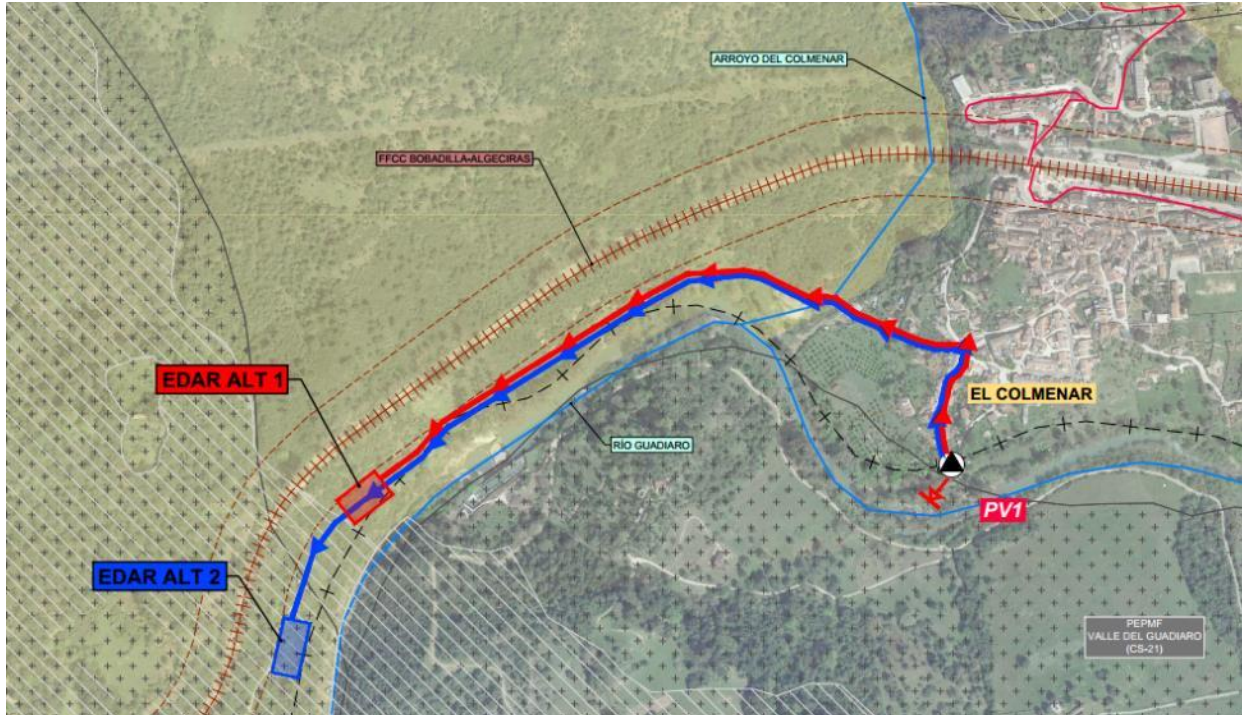 ARROYO DEL COLMENAR
FFCC BOBADILLA-ALGECIRAS
EDAR ALT 1
EL COLMENAR
RÍO GUADIARO
PV1
EDAR ALT 2
PEPMF
VALLE DEL GUADIARO
(CS-21)